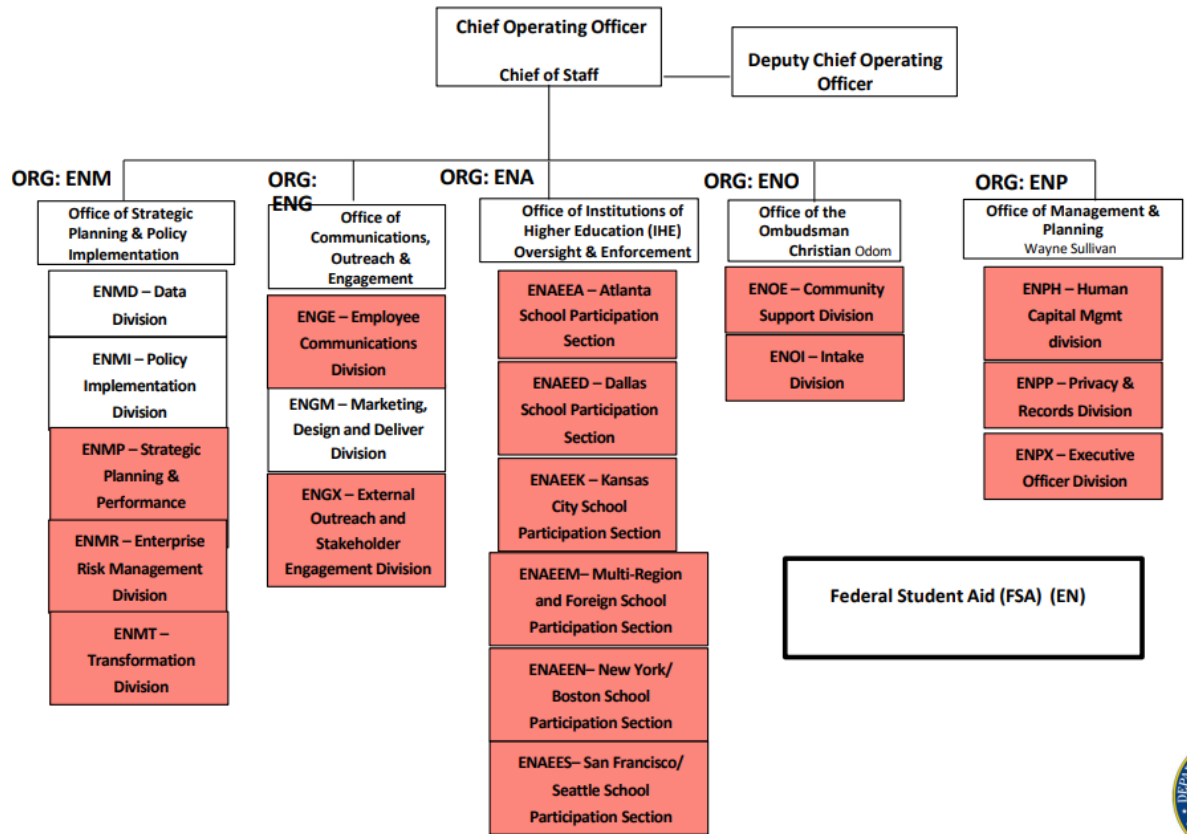 Chief Operating Officer
Chief of Staff
Deputy Chief Operating
Officer
ORG: ENM
Office of Strategic
Planning & Policy
Implementation
ENMD – Data
Division
ENMI – Policy
Implementation
Division
ENMP – Strategic
Planning &
Performance
ENMR – Enterprise
Risk Management
Division
ENMT –
Transformation
Division
ORG:
ENG
Office of
Communications,
Outreach &
Engagement
ENGE – Employee
Communications
Division
ENGM – Marketing,
Design and Deliver
Division
ENGX – External
Outreach and
Stakeholder
Engagement Division
ORG: ENA
Office of Institutions of
Higher Education (IHE)
Oversight & Enforcement
ENAEEA – Atlanta
School Participation
Section
ENAEED – Dallas
School Participation
Section
ENAEEK – Kansas
City School
Participation Section
ENAEEM– Multi-Region
and Foreign School
Participation Section
ENAEEN– New York/
Boston School
Participation Section
ENAEES– San Francisco/
Seattle School
Participation Section
ORG: ENO
Office of the
Ombudsman
Christian Odom
ENOE – Community
Support Division
ENOI – Intake
Division
ORG: ENP
Office of Management &
Planning
Wayne Sullivan
ENPH – Human
Capital Mgmt
division
ENPP – Privacy &
Records Division
ENPX – Executive
Officer Division
Federal Student Aid (FSA) (EN)